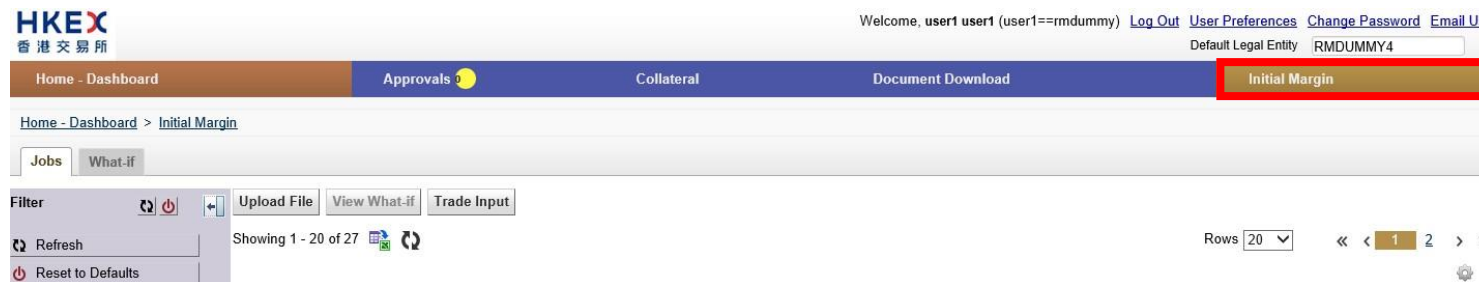 HKEX
香港交易所
Welcome, user1 user1 (user1==rmdummy) Log Out User Preferences Change Password Email U
Default Legal Entity RMDUMMY4
Home - Dashboard Approvals 0 Collateral Document Download Initial Margin
Home - Dashboard > Initial Margin
Jobs What-if
Filter Upload File View What-if Trade Input
Refresh Showing 1 - 20 of 27 Rows 20 « < 1 2 >
Reset to Defaults